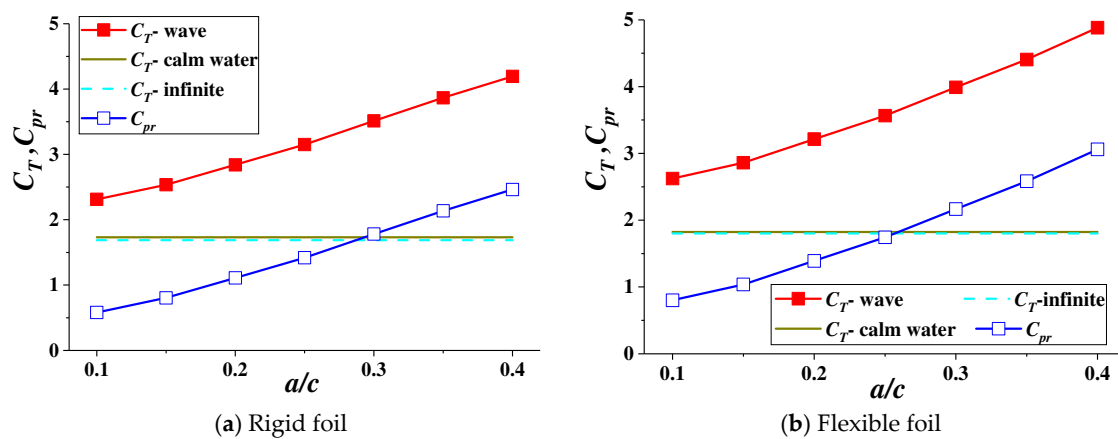 5
4
3
2
1
0
C_T, C_pr
C_T- wave
C_T- calm water
C_T- infinite
C_pr
0.1 0.2 0.3 0.4
a/c
(a) Rigid foil
5
4
3
2
1
0
C_T, C_pr
C_T- wave C_T-infinite
C_T- calm water C_pr
0.1 0.2 0.3 0.4
a/c
(b) Flexible foil